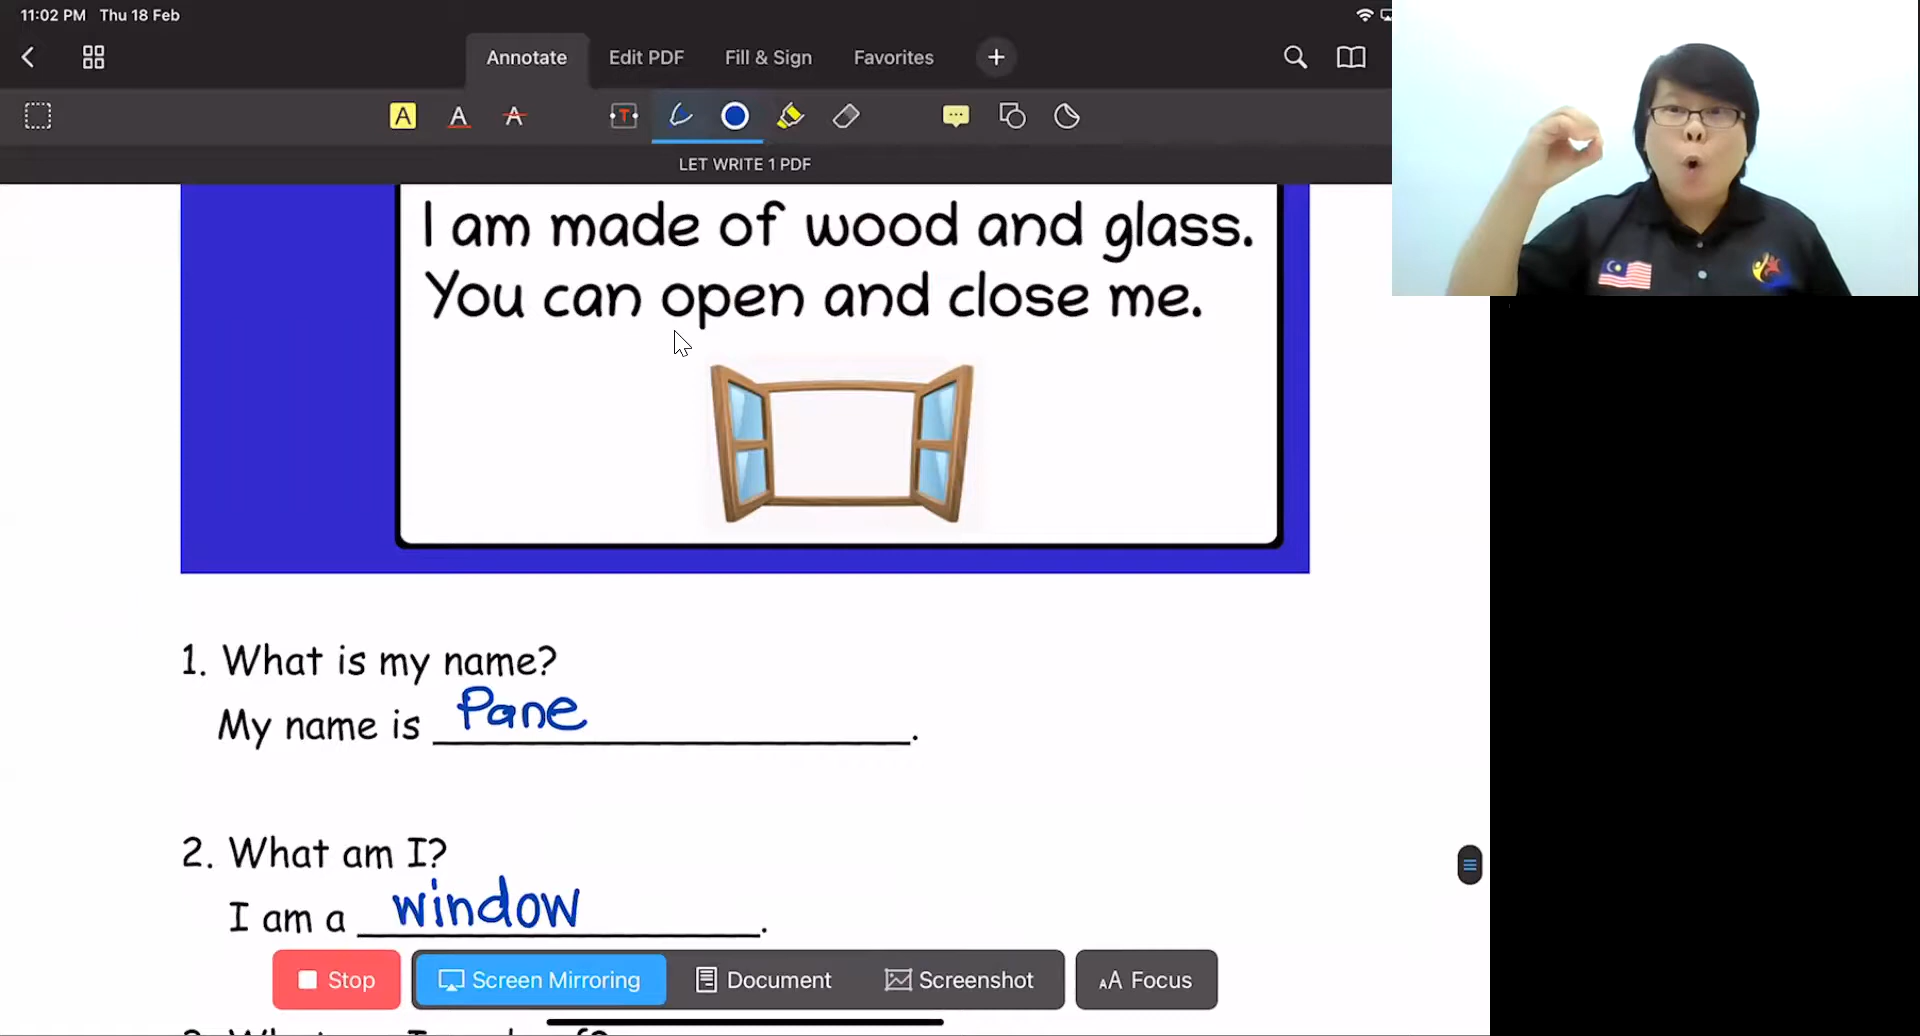 11:02 PM Thu 18 Feb
Annotate Edit PDF Fill & Sign Favorites
A A A T
LET WRITE 1 PDF
I am made of wood and glass.
You can open and close me.
1. What is my name?
My name is Pane.
2. What am I?
I am a window.
Stop Screen Mirroring Document Screenshot AA Focus